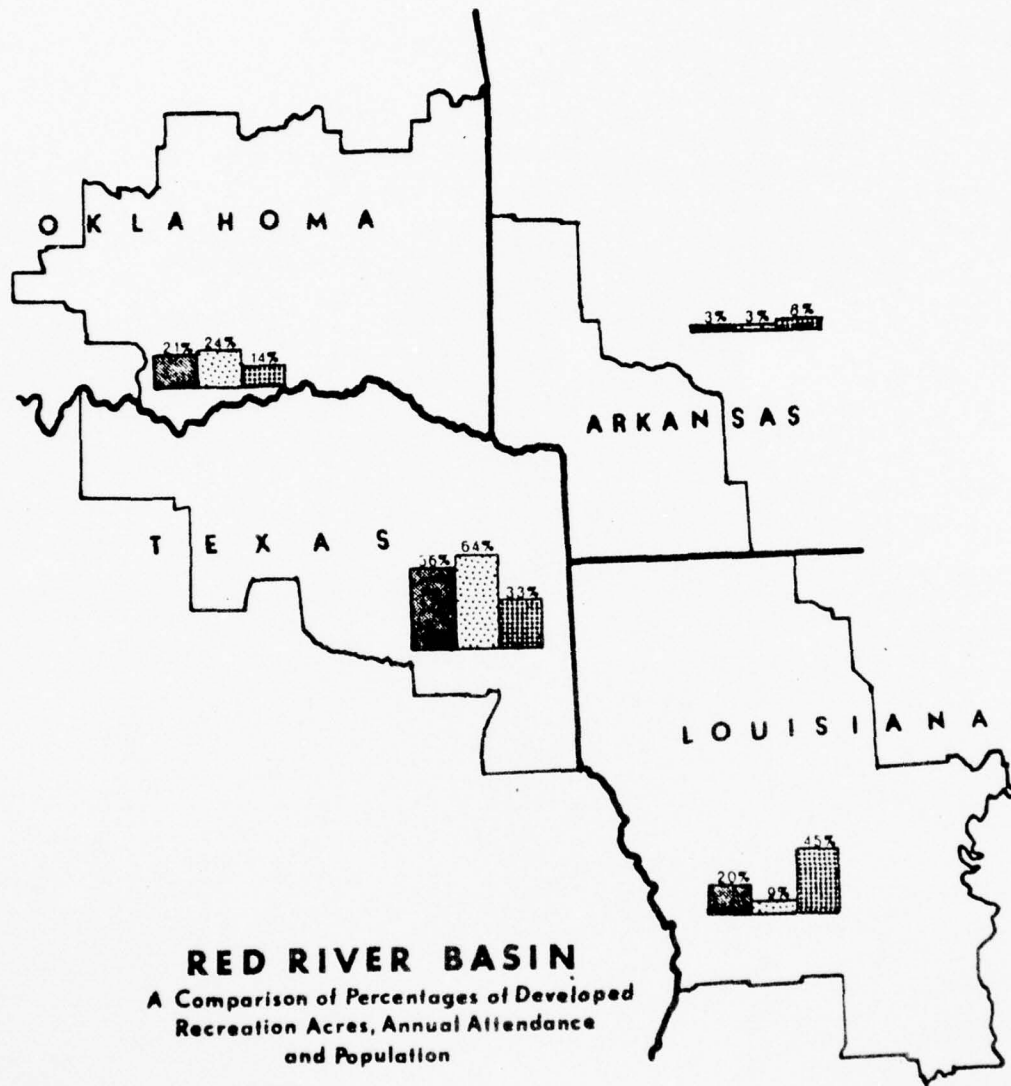 OKLAHOMA
21% 24% 14%
3% 3% 8%
ARKANSAS
TEXAS
56% 64% 33%
LOUISIANA
20% 9% 45%
RED RIVER BASIN
A Comparison of Percentages of Developed
Recreation Acres, Annual Attendance
and Population